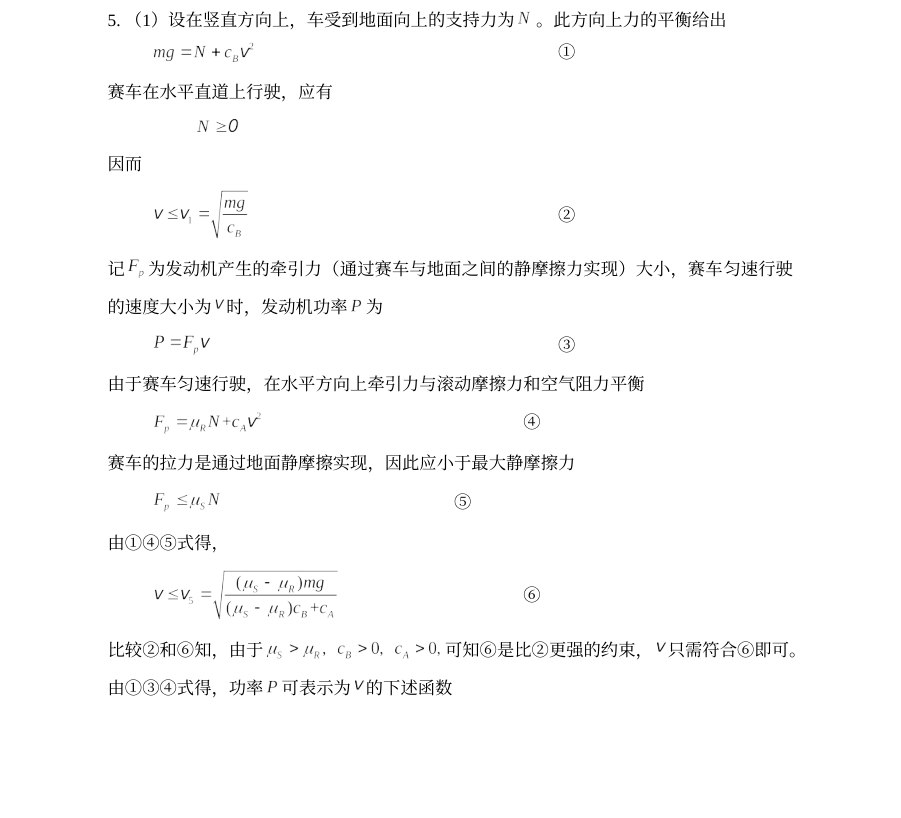 5.（1）设在竖直方向上，车受到地面向上的支持力为 N 。此方向上力的平衡给出
mg = N + c_B v² ①
赛车在水平直道上行驶，应有
N ≥ 0
因而
v ≤ v₁ = √(mg / c_B) ②
记 F_p 为发动机产生的牵引力（通过赛车与地面之间的静摩擦力实现）大小，赛车匀速行驶
的速度大小为 v 时，发动机功率 P 为
P = F_p v ③
由于赛车匀速行驶，在水平方向上牵引力与滚动摩擦力和空气阻力平衡
F_p = μ_R N + c_A v² ④
赛车的拉力是通过地面静摩擦实现，因此应小于最大静摩擦力
F_p ≤ μ_S N ⑤
由①④⑤式得，
v ≤ v₅ = √((μ_S - μ_R)mg / ((μ_S - μ_R)c_B + c_A)) ⑥
比较②和⑥知，由于 μ_S > μ_R, c_B > 0, c_A > 0, 可知⑥是比②更强的约束， v 只需符合⑥即可。
由①③④式得，功率 P 可表示为 v 的下述函数